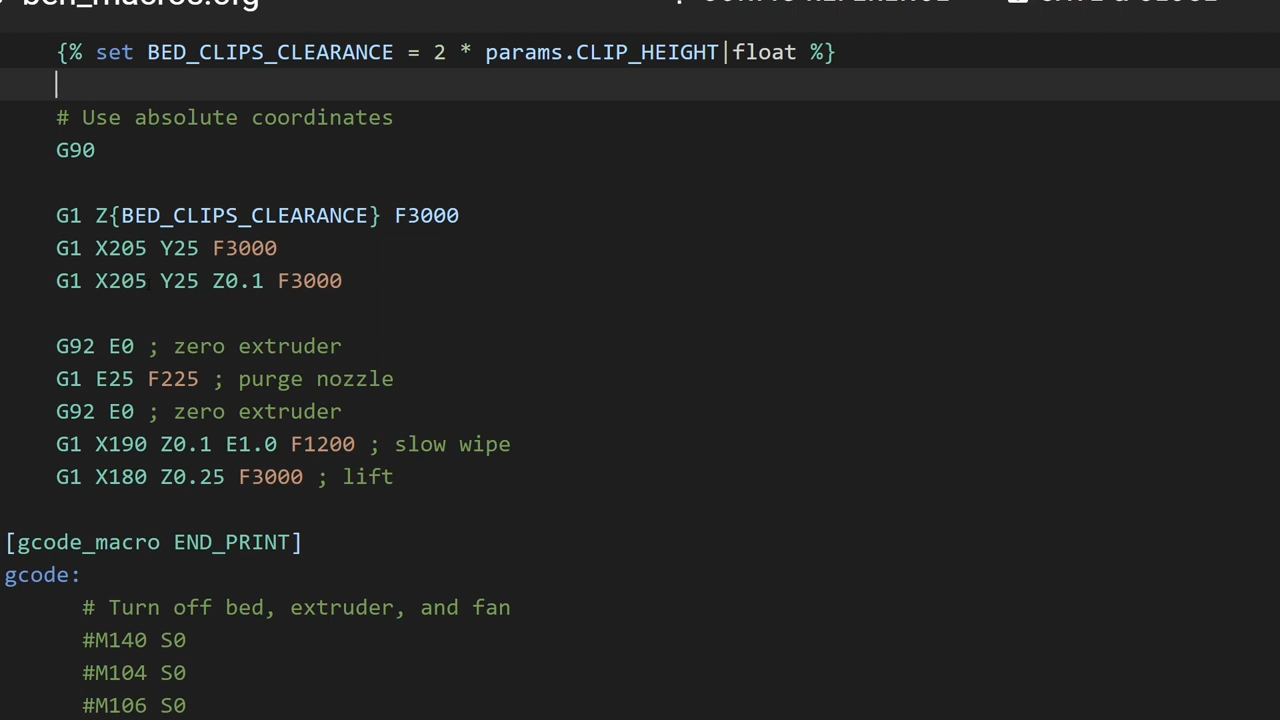 ben_macros.cfg
{% set BED_CLIPS_CLEARANCE = 2 * params.CLIP_HEIGHT|float %}
# Use absolute coordinates
G90
G1 Z{BED_CLIPS_CLEARANCE} F3000
G1 X205 Y25 F3000
G1 X205 Y25 Z0.1 F3000
G92 E0 ; zero extruder
G1 E25 F225 ; purge nozzle
G92 E0 ; zero extruder
G1 X190 Z0.1 E1.0 F1200 ; slow wipe
G1 X180 Z0.25 F3000 ; lift
[gcode_macro END_PRINT]
gcode:
# Turn off bed, extruder, and fan
#M140 S0
#M104 S0
#M106 S0